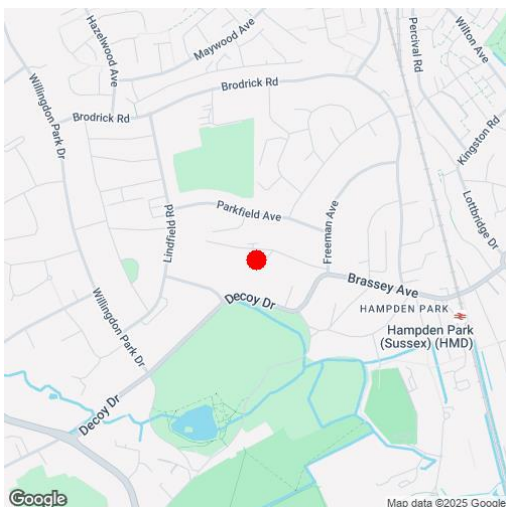 Hazelwood Ave
Maywood Ave
Wilton Ave
Percival Rd
Willingdon Park Dr
Brodrick Rd
Brodrick Rd
Kingston Rd
Parkfield Ave
Lindfield Rd
Freeman Ave
Lottbridge Dr
Decoy Dr
Brassey Ave
HAMPDEN PARK
Hampden Park
(Sussex) (HMD)
Willingdon Park Dr
Decoy Dr
Google
Map data ©2025 Google